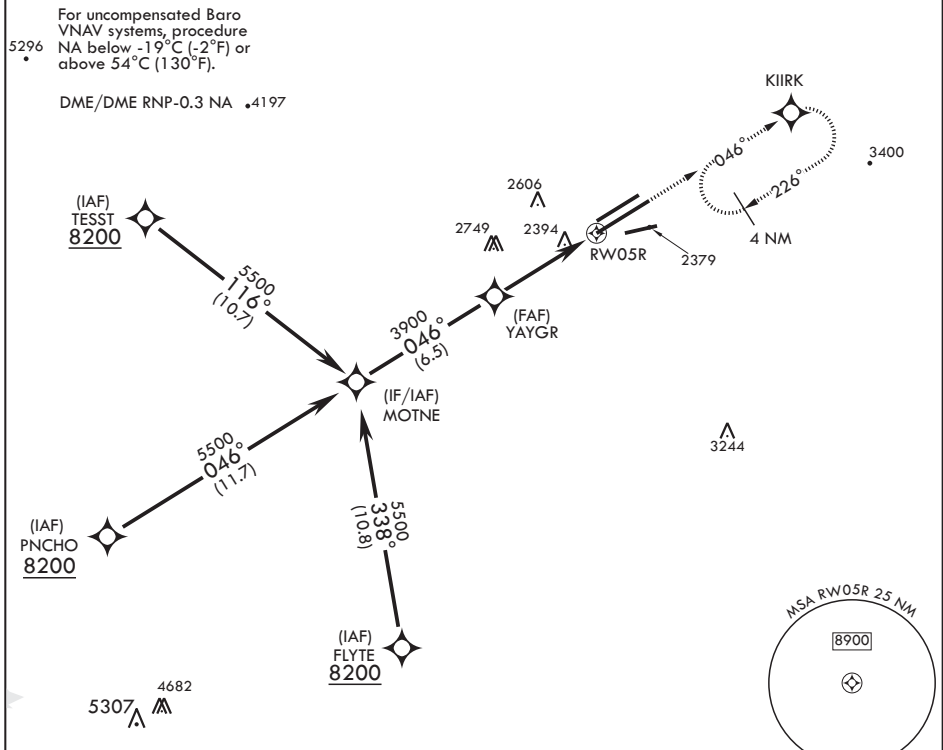 For uncompensated Baro
VNAV systems, procedure
NA below -19°C (-2°F) or
above 54°C (130°F).
5296
DME/DME RNP-0.3 NA
4197
KIIRK
3400
046°
226°
4 NM
(IAF)
TESST
8200
2606
2749
2394
RW05R
2379
5500
116°
(10.7)
(FAF)
YAYGR
3900
046°
(6.5)
(IF/IAF)
MOTNE
3244
5500
046°
(11.7)
5500
338°
(10.8)
(IAF)
PNCHO
8200
(IAF)
FLYTE
8200
MSA RW05R 25 NM
8900
4682
5307